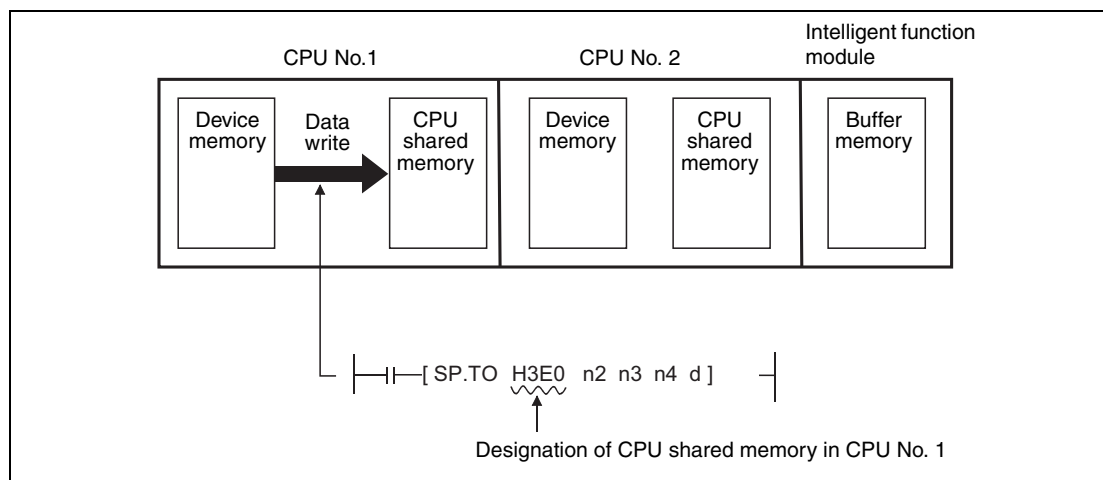 Intelligent function
module
CPU No.1
CPU No. 2
Device
memory
Data
write
CPU
shared
memory
Device
memory
CPU
shared
memory
Buffer
memory
[ SP.TO H3E0 n2 n3 n4 d ]
Designation of CPU shared memory in CPU No. 1